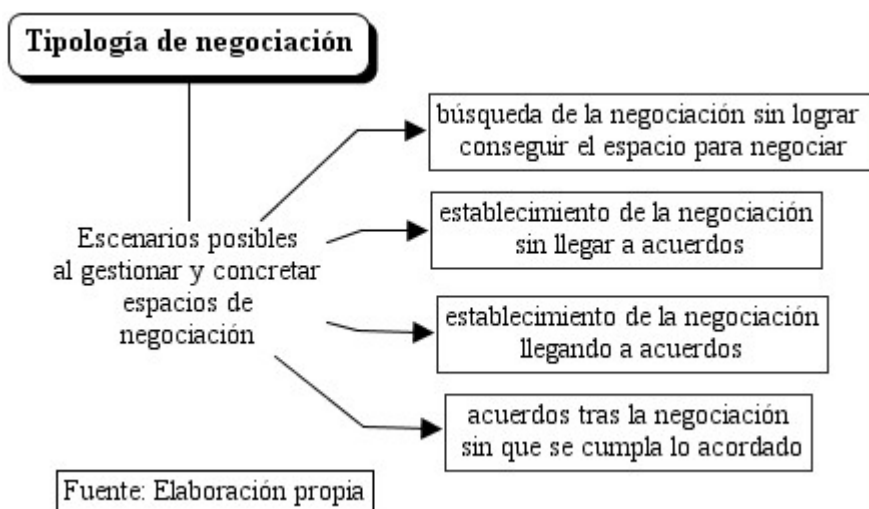 Tipología de negociación
búsqueda de la negociación sin lograr
conseguir el espacio para negociar
establecimiento de la negociación
sin llegar a acuerdos
Escenarios posibles
al gestionar y concretar
espacios de
negociación
establecimiento de la negociación
llegando a acuerdos
acuerdos tras la negociación
sin que se cumpla lo acordado
Fuente: Elaboración propia